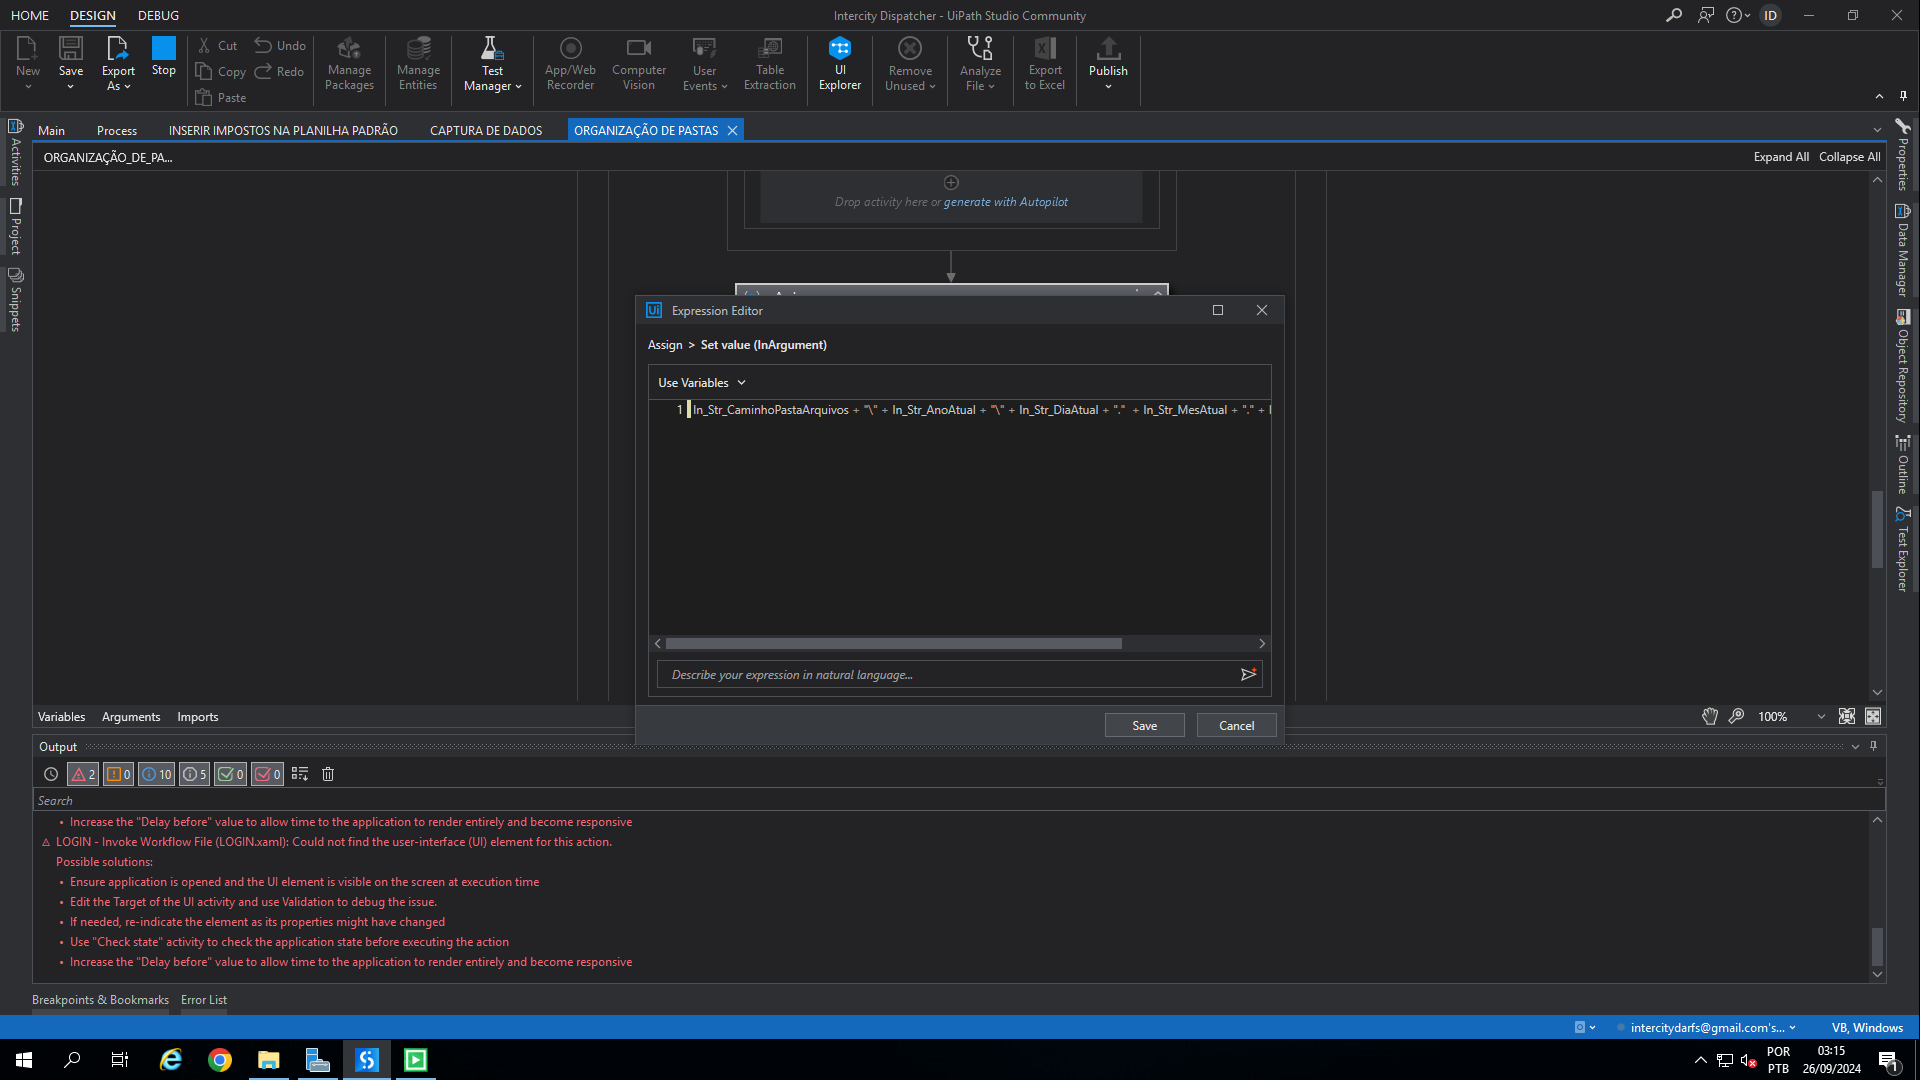 HOME DESIGN DEBUG
Intercity Dispatcher - UiPath Studio Community
ID
New Save Export As Stop
Cut Undo
Copy Redo
Paste
Manage Packages
Manage Entities
Test Manager
App/Web Recorder
Computer Vision
User Events
Table Extraction
UI Explorer
Remove Unused
Analyze File
Export to Excel
Publish
Main Process INSERIR IMPOSTOS NA PLANILHA PADRÃO CAPTURA DE DADOS ORGANIZAÇÃO DE PASTAS
ORGANIZAÇÃO_DE_PA... Expand All Collapse All
Activities
Project
Snippets
Properties
Data Manager
Object Repository
Outline
Test Explorer
Drop activity here or generate with Autopilot
Ui Expression Editor
Assign > Set value (InArgument)
Use Variables
1 In_Str_CaminhoPastaArquivos + "\" + In_Str_AnoAtual + "\" + In_Str_DiaAtual + "." + In_Str_MesAtual + "." +
Describe your expression in natural language...
Save Cancel
Variables Arguments Imports 100%
Output
2 0 10 5 0 0
Search
• Increase the "Delay before" value to allow time to the application to render entirely and become responsive
LOGIN - Invoke Workflow File (LOGIN.xaml): Could not find the user-interface (UI) element for this action.
Possible solutions:
• Ensure application is opened and the UI element is visible on the screen at execution time
• Edit the Target of the UI activity and use Validation to debug the issue.
• If needed, re-indicate the element as its properties might have changed
• Use "Check state" activity to check the application state before executing the action
• Increase the "Delay before" value to allow time to the application to render entirely and become responsive
Breakpoints & Bookmarks Error List
intercitydarfs@gmail.com's... VB, Windows
POR 03:15
PTB 26/09/2024
1